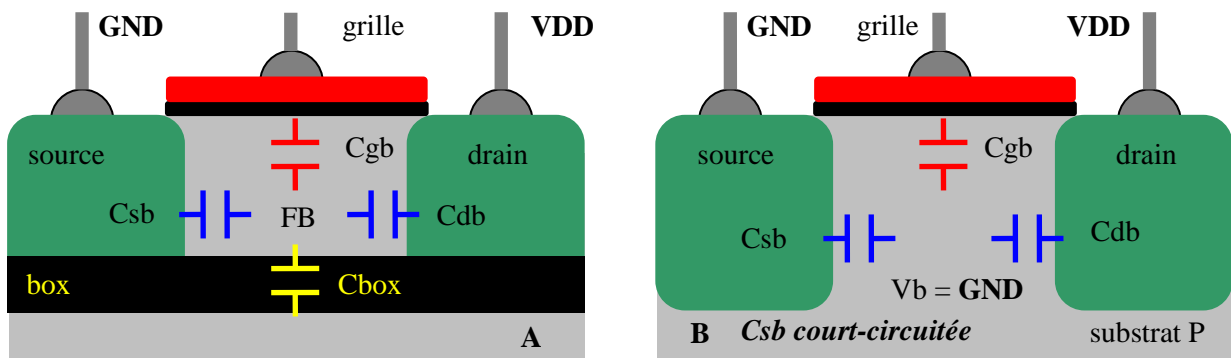 GND grille VDD
source Cgb drain
Csb FB Cdb
box Cbox
A
GND grille VDD
source Cgb drain
Csb Cdb
Vb = GND
B Csb court-circuitée substrat P